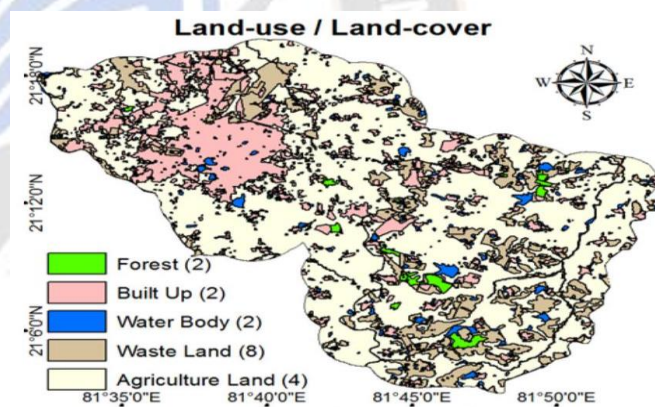 Land-use / Land-cover
N
W E
S
21°18'0"N
21°12'0"N
21°6'0"N
Forest (2)
Built Up (2)
Water Body (2)
Waste Land (8)
Agriculture Land (4)
81°35'0"E 81°40'0"E 81°45'0"E 81°50'0"E